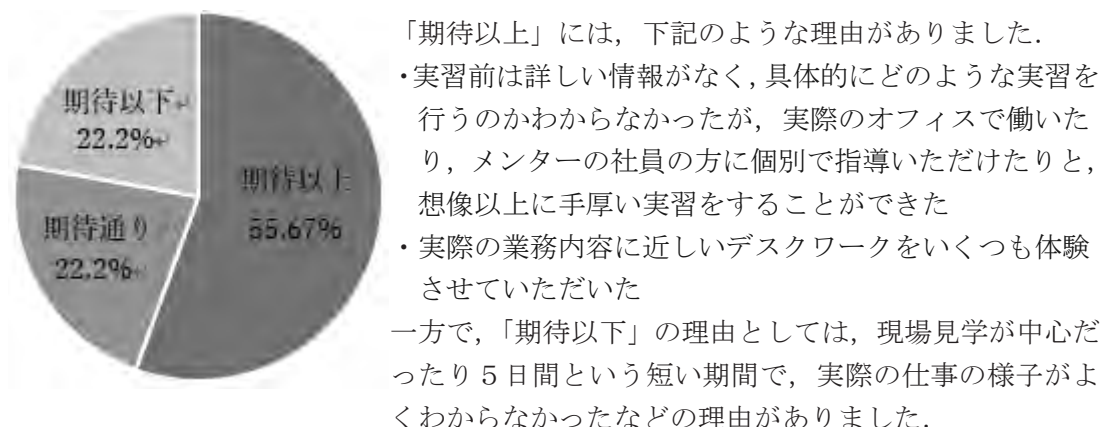 期待以下
22.2%
期待通り
22.2%
期待以上
55.67%
「期待以上」には，下記のような理由がありました．
・実習前は詳しい情報がなく，具体的にどのような実習を
行うのかわからなかったが，実際のオフィスで働いた
り，メンターの社員の方に個別で指導いただけたりと，
想像以上に手厚い実習をすることができた
・実際の業務内容に近しいデスクワークをいくつも体験
させていただいた
一方で，「期待以下」の理由としては，現場見学が中心だ
ったり５日間という短い期間で，実際の仕事の様子がよ
くわからなかったなどの理由がありました．